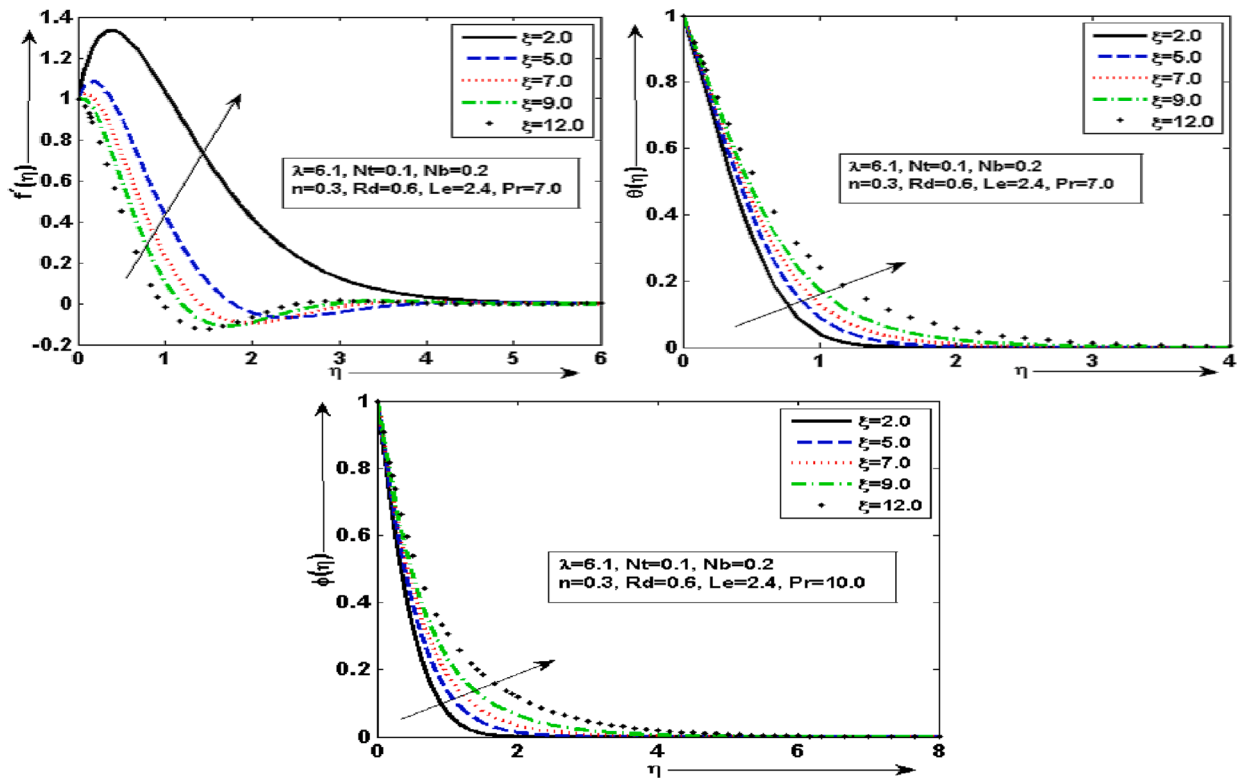 1.4
1.2
1
0.8
0.6
0.4
0.2
0
-0.2
f'(η)
0 1 2 3 4 5 6
η
ξ=2.0
ξ=5.0
ξ=7.0
ξ=9.0
ξ=12.0
λ=6.1, Nt=0.1, Nb=0.2
n=0.3, Rd=0.6, Le=2.4, Pr=7.0
1
0.8
0.6
0.4
0.2
0
θ(η)
0 1 2 3 4
η
ξ=2.0
ξ=5.0
ξ=7.0
ξ=9.0
ξ=12.0
λ=6.1, Nt=0.1, Nb=0.2
n=0.3, Rd=0.6, Le=2.4, Pr=7.0
1
0.8
0.6
0.4
0.2
0
ϕ(η)
0 2 4 6 8
η
ξ=2.0
ξ=5.0
ξ=7.0
ξ=9.0
ξ=12.0
λ=6.1, Nt=0.1, Nb=0.2
n=0.3, Rd=0.6, Le=2.4, Pr=10.0